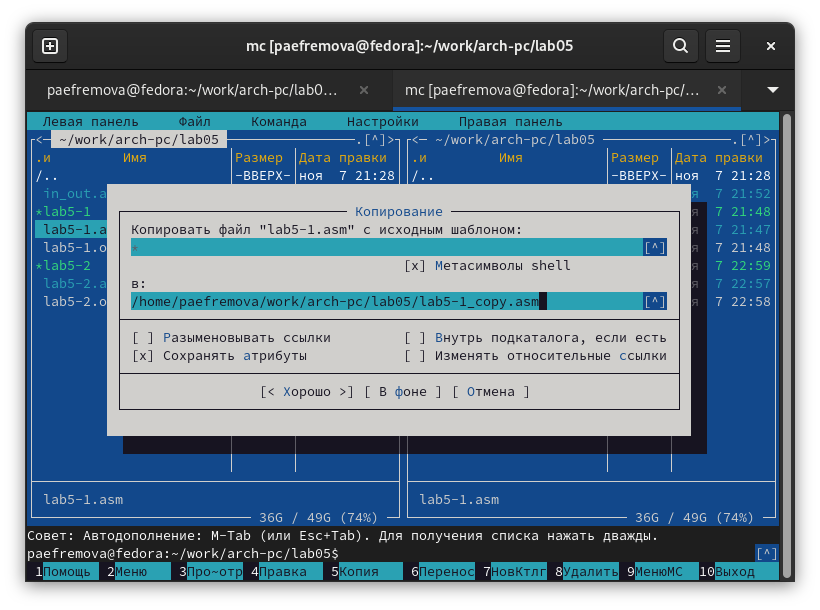 mc [paefremova@fedora]:~/work/arch-pc/lab05
paefremova@fedora:~/work/arch-pc/lab0… mc [paefremova@fedora]:~/work/arch-pc/…
Левая панель Файл Команда Настройки Правая панель
<─ ~/work/arch-pc/lab05 ─.[^]> <─ ~/work/arch-pc/lab05 ─.[^]>
.и Имя Размер Дата правки .и Имя Размер Дата правки
/.. -ВВЕРХ- ноя 7 21:28 /.. -ВВЕРХ- ноя 7 21:28
in_out.a я 7 21:52
*lab5-1 я 7 21:48
lab5-1.a я 7 21:47
lab5-1.o я 7 21:48
*lab5-2 я 7 22:59
lab5-2.a я 7 22:57
lab5-2.o я 7 22:58
Копирование
Копировать файл "lab5-1.asm" с исходным шаблоном:
* [^]
[x] Метасимволы shell
в:
/home/paefremova/work/arch-pc/lab05/lab5-1_copy.asm [^]
[ ] Разыменовывать ссылки [ ] Внутрь подкаталога, если есть
[x] Сохранять атрибуты [ ] Изменять относительные ссылки
[< Хорошо >] [ В фоне ] [ Отмена ]
lab5-1.asm lab5-1.asm
36G / 49G (74%) 36G / 49G (74%)
Совет: Автодополнение: M-Tab (или Esc+Tab). Для получения списка нажать дважды.
paefremova@fedora:~/work/arch-pc/lab05$ [^]
1Помощь 2Меню 3Про~отр 4Правка 5Копия 6Перенос 7НовКтлг 8Удалить 9МенюМС 10Выход